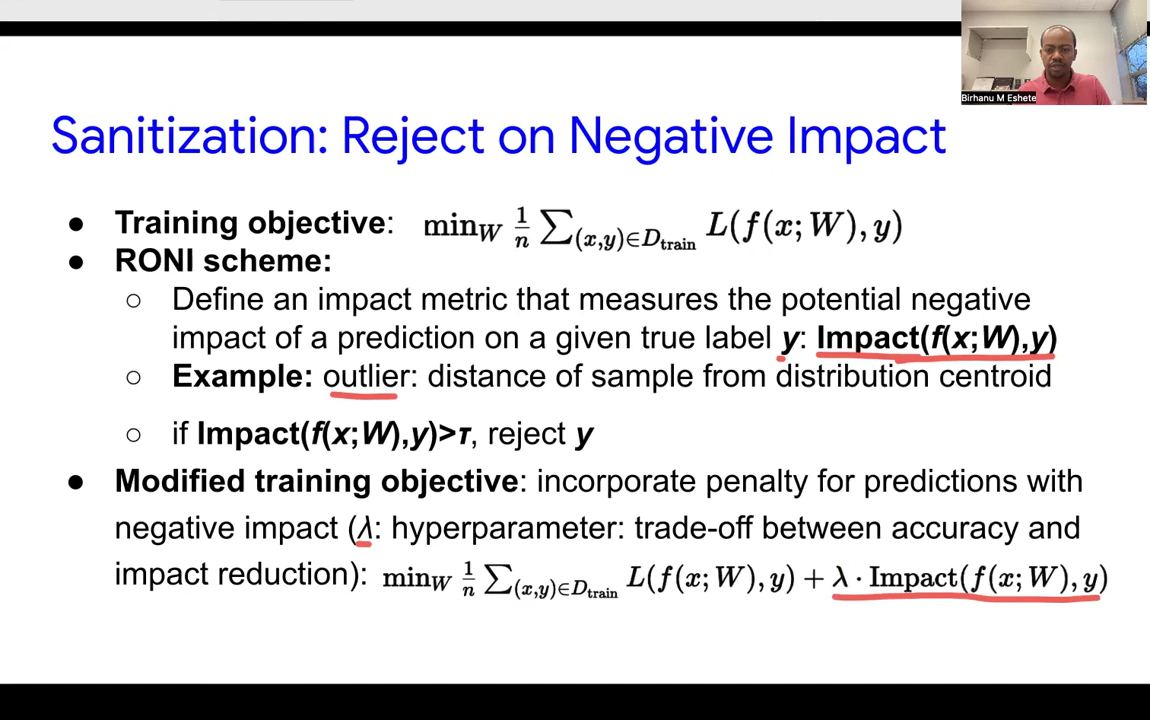 Birhanu M Eshete
Sanitization: Reject on Negative Impact
● Training objective: min_W 1/n ∑_(x,y)∈D_train L(f(x;W),y)
● RONI scheme:
○ Define an impact metric that measures the potential negative
impact of a prediction on a given true label y: Impact(f(x;W),y)
○ Example: outlier: distance of sample from distribution centroid
○ if Impact(f(x;W),y)>τ, reject y
● Modified training objective: incorporate penalty for predictions with
negative impact (λ: hyperparameter: trade-off between accuracy and
impact reduction): min_W 1/n ∑_(x,y)∈D_train L(f(x;W),y) + λ · Impact(f(x;W),y)